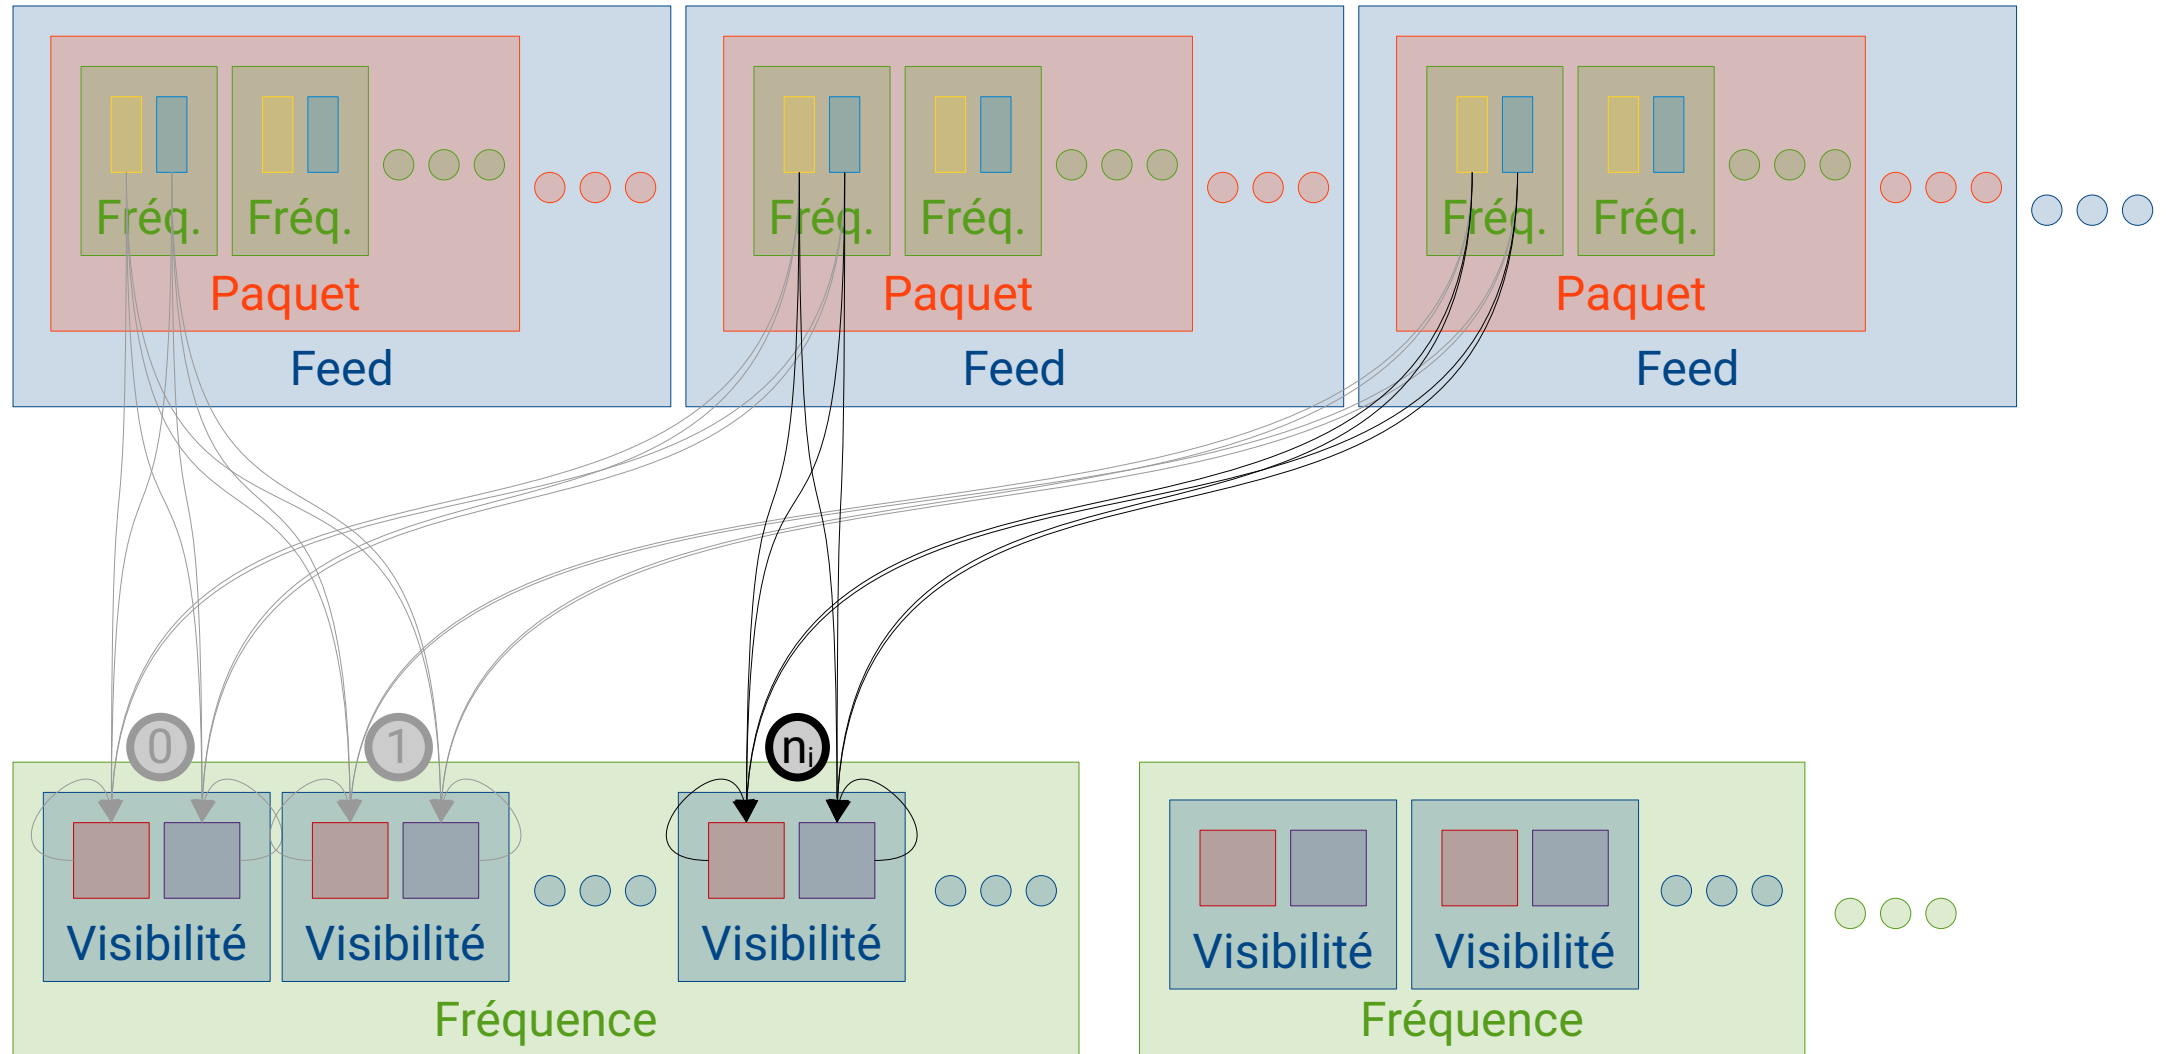 Fréq. Fréq. Fréq. Fréq. Fréq. Fréq.
Paquet Paquet Paquet
Feed Feed Feed
0 1 nᵢ
Visibilité Visibilité Visibilité Visibilité Visibilité
Fréquence Fréquence